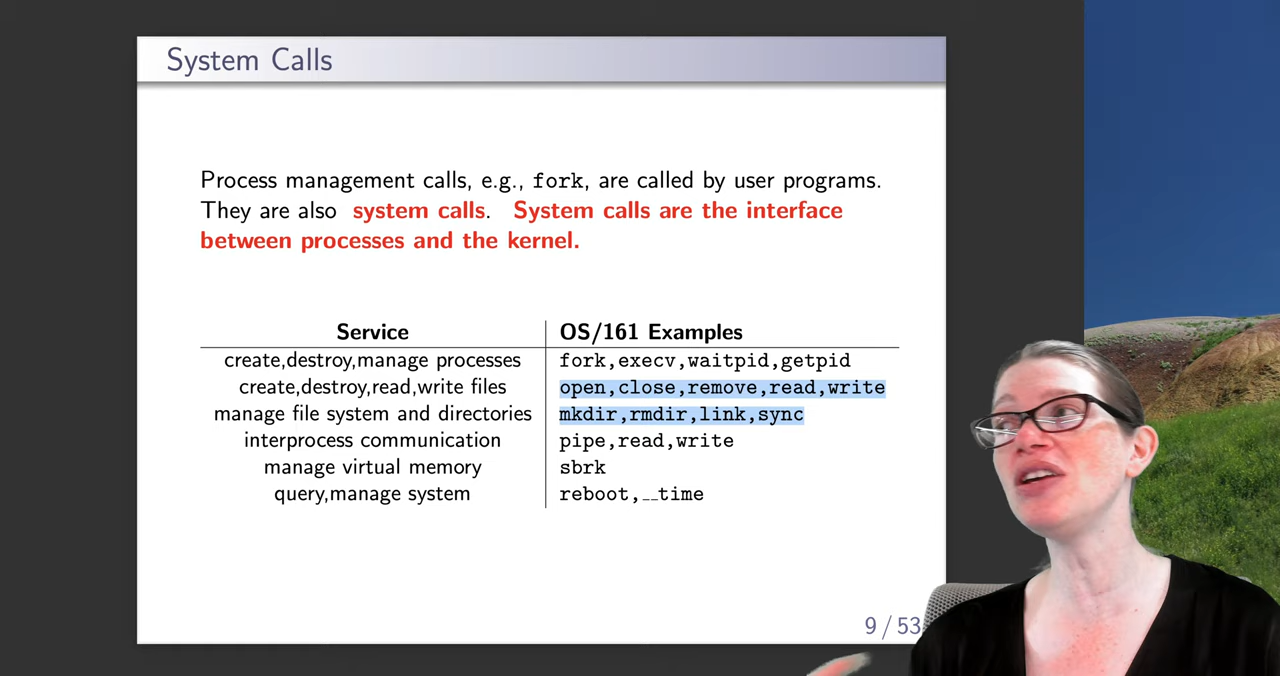 System Calls
Process management calls, e.g., fork, are called by user programs.
They are also system calls. System calls are the interface
between processes and the kernel.
Service OS/161 Examples
create,destroy,manage processes fork,execv,waitpid,getpid
create,destroy,read,write files open,close,remove,read,write
manage file system and directories mkdir,rmdir,link,sync
interprocess communication pipe,read,write
manage virtual memory sbrk
query,manage system reboot,__time
9 / 53